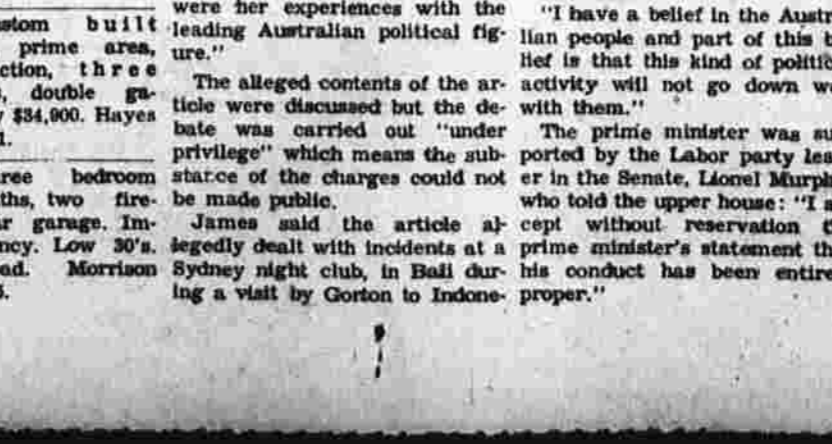 stom built
prime area,
ction, three
, double ga-
$34,900. Hayes
ree bedroom
ths, two fire-
r garage. Im-
ncy. Low 30's.
ad. Morrison
were her experiences with the
leading Australian political fig-
ure."
The alleged contents of the ar-
ticle were discussed but the de-
bate was carried out "under
privilege" which means the sub-
stance of the charges could not
be made public.
James said the article al-
legedly dealt with incidents at a
Sydney night club, in Bali dur-
ing a visit by Gorton to Indone-
"I have a belief in the Austr
lian people and part of this b
lief is that this kind of politic
activity will not go down we
with them."
The prime minister was su
ported by the Labor party lea
er in the Senate, Lionel Murph
who told the upper house: "I a
cept without reservation t
prime minister's statement th
his conduct has been entire
proper."